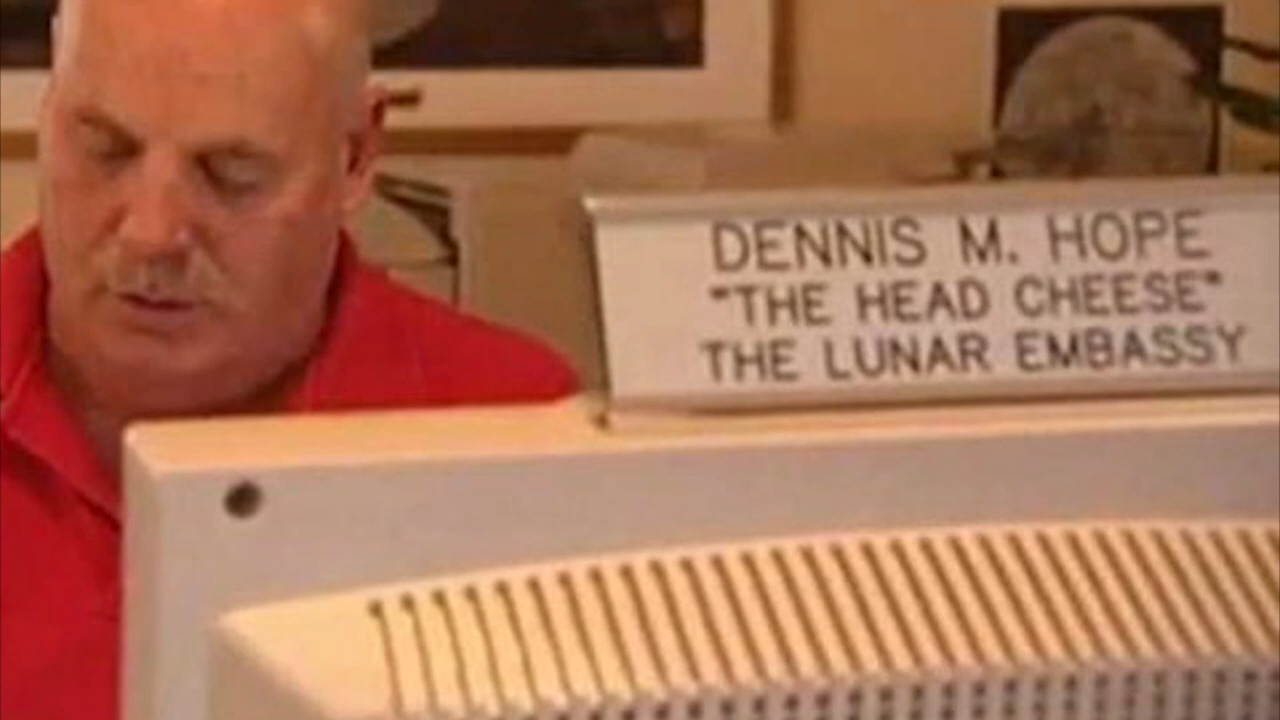 DENNIS M. HOPE
"THE HEAD CHEESE"
THE LUNAR EMBASSY